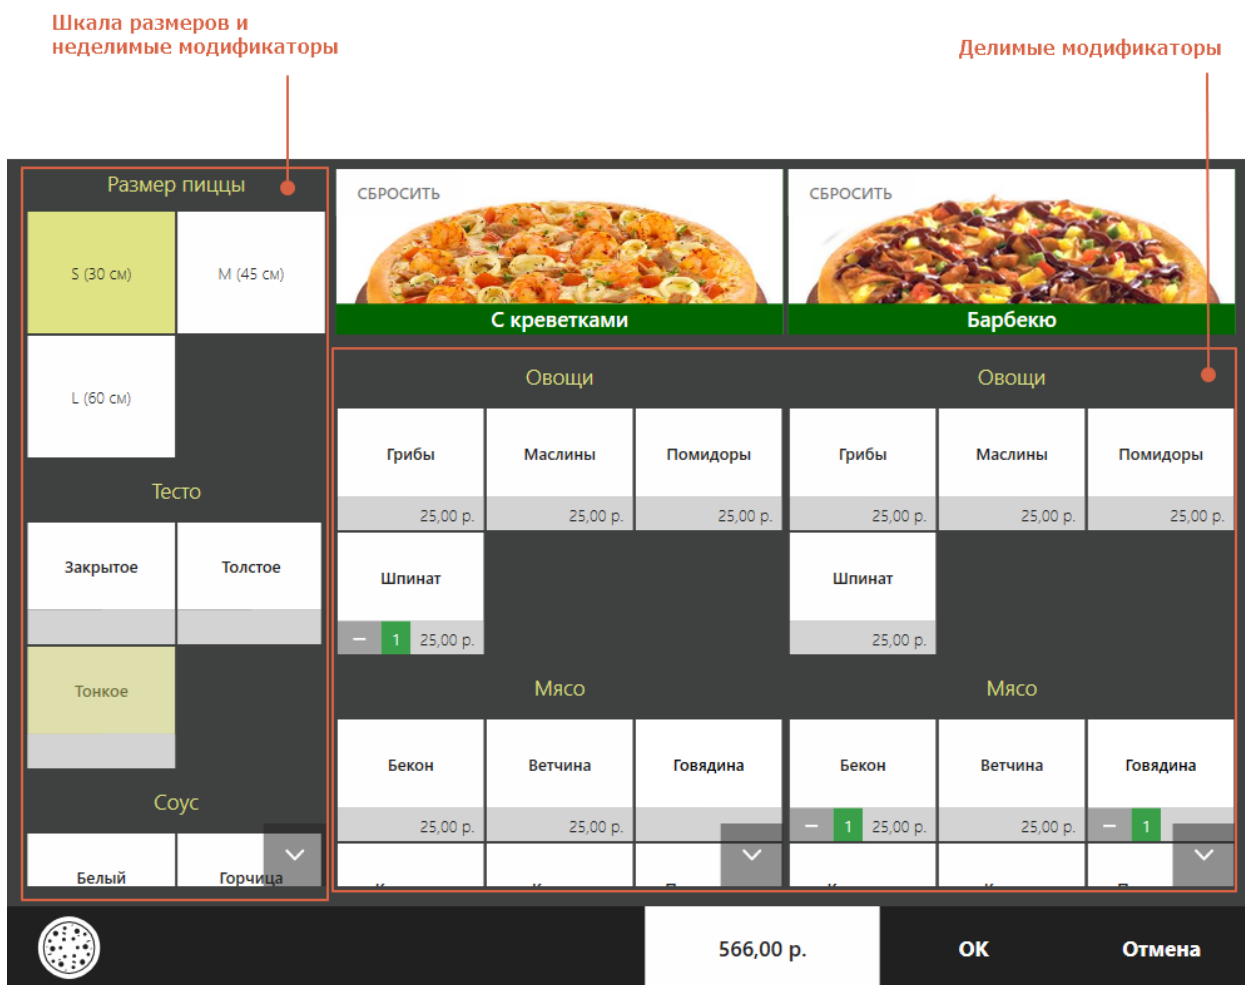 Шкала размеров и
неделимые модификаторы
Делимые модификаторы
Размер пиццы
S (30 см)
M (45 см)
L (60 см)
Тесто
Закрытое
Толстое
Тонкое
Соус
Белый
Горчица
СБРОСИТЬ
С креветками
СБРОСИТЬ
Барбекю
Овощи
Грибы
Маслины
Помидоры
25,00 р.
25,00 р.
25,00 р.
Шпинат
– 1 25,00 р.
Мясо
Бекон
Ветчина
Говядина
25,00 р.
25,00 р.
Овощи
Грибы
Маслины
Помидоры
25,00 р.
25,00 р.
25,00 р.
Шпинат
25,00 р.
Мясо
Бекон
Ветчина
Говядина
– 1 25,00 р.
25,00 р.
– 1
566,00 р.
ОК
Отмена